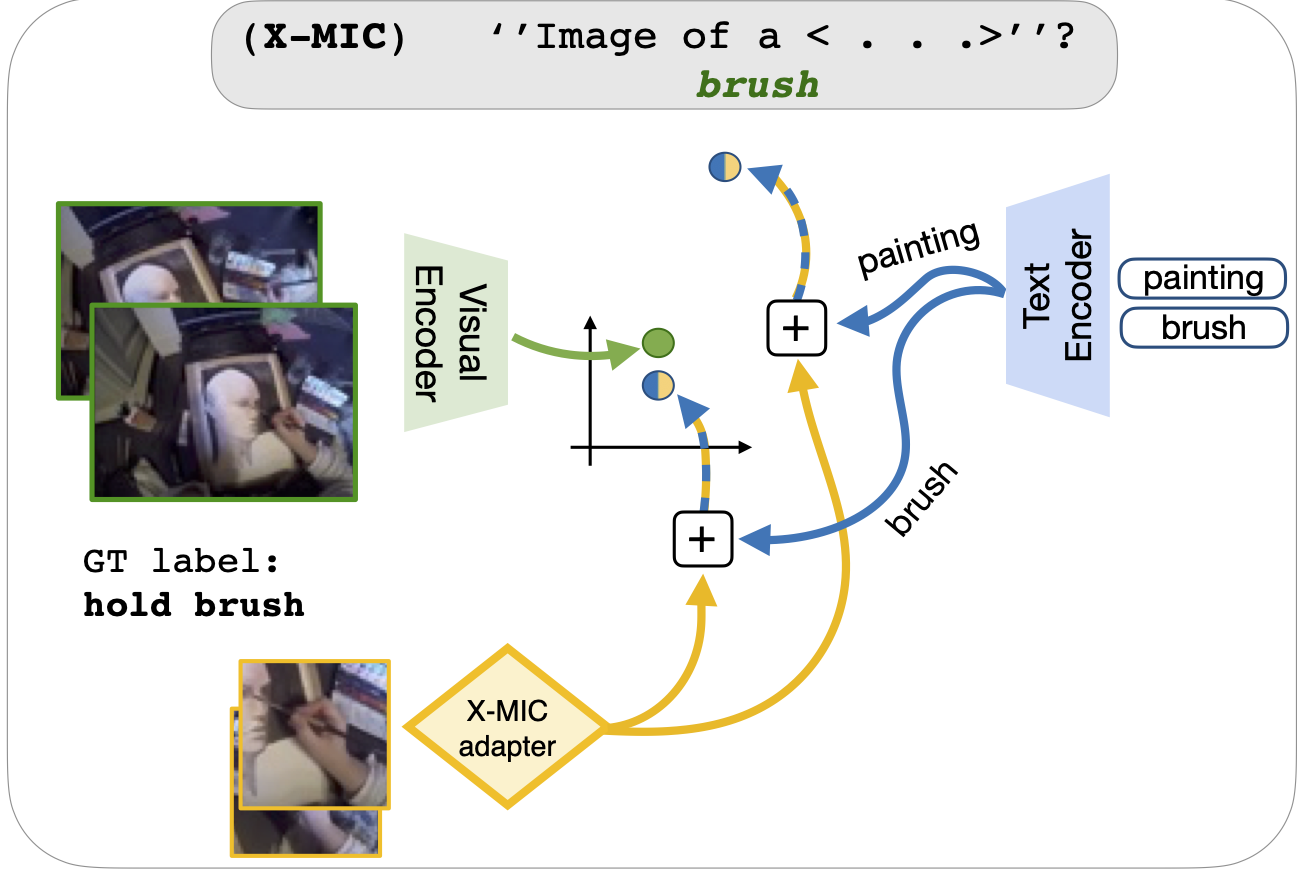 (X-MIC) ‘’Image of a < . . .>’’?
brush
painting
Text
Encoder
painting
brush
Visual
Encoder
+
+
brush
GT label:
hold brush
X-MIC
adapter